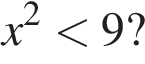 x² < 9?